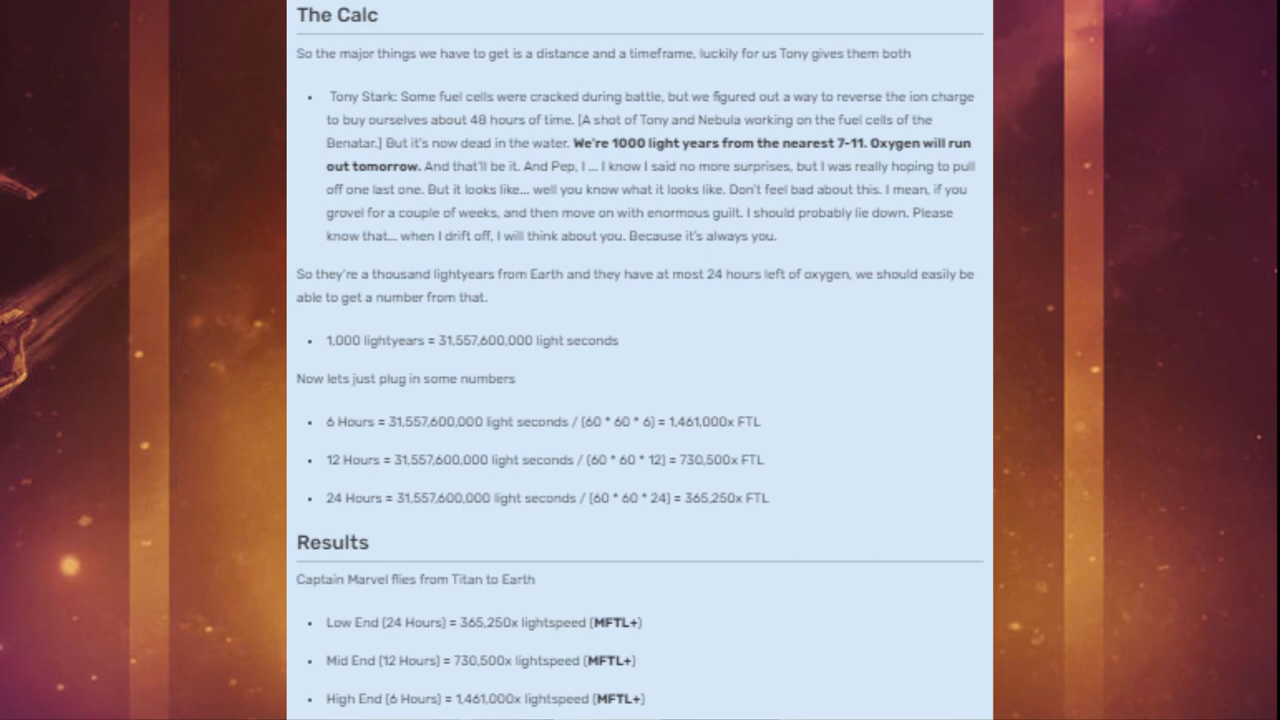 The Calc
So the major things we have to get is a distance and a timeframe, luckily for us Tony gives them both
• Tony Stark: Some fuel cells were cracked during battle, but we figured out a way to reverse the ion charge
to buy ourselves about 48 hours of time. [A shot of Tony and Nebula working on the fuel cells of the
Benatar.] But it's now dead in the water. We're 1000 light years from the nearest 7-11. Oxygen will run
out tomorrow. And that'll be it. And Pep, I ... I know I said no more surprises, but I was really hoping to pull
off one last one. But it looks like... well you know what it looks like. Don't feel bad about this. I mean, if you
grovel for a couple of weeks, and then move on with enormous guilt. I should probably lie down. Please
know that... when I drift off, I will think about you. Because it's always you.
So they're a thousand lightyears from Earth and they have at most 24 hours left of oxygen, we should easily be
able to get a number from that.
• 1,000 lightyears = 31,557,600,000 light seconds
Now lets just plug in some numbers
• 6 Hours = 31,557,600,000 light seconds / (60 * 60 * 6) = 1,461,000x FTL
• 12 Hours = 31,557,600,000 light seconds / (60 * 60 * 12) = 730,500x FTL
• 24 Hours = 31,557,600,000 light seconds / (60 * 60 * 24) = 365,250x FTL
Results
Captain Marvel flies from Titan to Earth
• Low End (24 Hours) = 365,250x lightspeed (MFTL+)
• Mid End (12 Hours) = 730,500x lightspeed (MFTL+)
• High End (6 Hours) = 1,461,000x lightspeed (MFTL+)